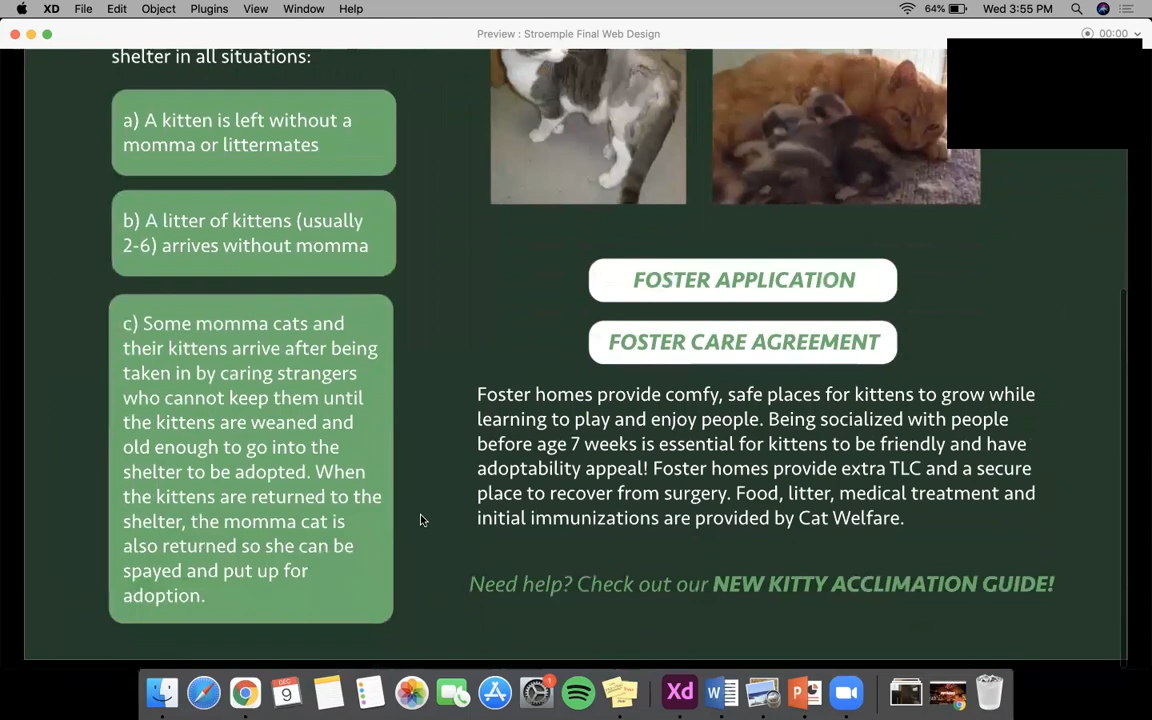 XD File Edit Object Plugins View Window Help 64% Wed 3:55 PM
Preview : Stroemple Final Web Design 00:00
shelter in all situations:
a) A kitten is left without a
momma or littermates
b) A litter of kittens (usually
2-6) arrives without momma
c) Some momma cats and
their kittens arrive after being
taken in by caring strangers
who cannot keep them until
the kittens are weaned and
old enough to go into the
shelter to be adopted. When
the kittens are returned to the
shelter, the momma cat is
also returned so she can be
spayed and put up for
adoption.
FOSTER APPLICATION
FOSTER CARE AGREEMENT
Foster homes provide comfy, safe places for kittens to grow while
learning to play and enjoy people. Being socialized with people
before age 7 weeks is essential for kittens to be friendly and have
adoptability appeal! Foster homes provide extra TLC and a secure
place to recover from surgery. Food, litter, medical treatment and
initial immunizations are provided by Cat Welfare.
Need help? Check out our NEW KITTY ACCLIMATION GUIDE!
DEC
9
1
Xd
W
P